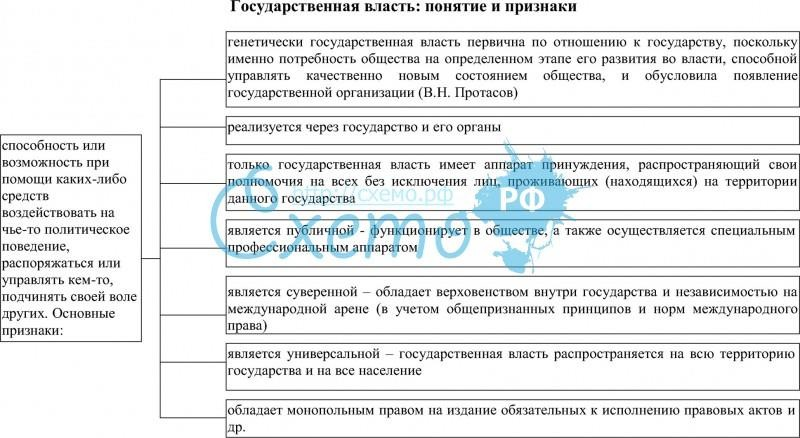 Государственная власть: понятие и признаки
генетически государственная власть первична по отношению к государству, поскольку
именно потребность общества на определенном этапе его развития во власти, способной
управлять качественно новым состоянием общества, и обусловила появление
государственной организации (В.Н. Протасов)
реализуется через государство и его органы
способность или
возможность при
помощи каких-либо
средств
воздействовать на
чье-то политическое
поведение,
распоряжаться или
управлять кем-то,
подчинять своей воле
других. Основные
признаки:
только государственная власть имеет аппарат принуждения, распространяющий свои
полномочия на всех без исключения лиц, проживающих (находящихся) на территории
данного государства
является публичной - функционирует в обществе, а также осуществляется специальным
профессиональным аппаратом
является суверенной – обладает верховенством внутри государства и независимостью на
международной арене (в учетом общепризнанных принципов и норм международного
права)
является универсальной – государственная власть распространяется на всю территорию
государства и на все население
обладает монопольным правом на издание обязательных к исполнению правовых актов и
др.
http://схемо.рф
Схемо
РФ